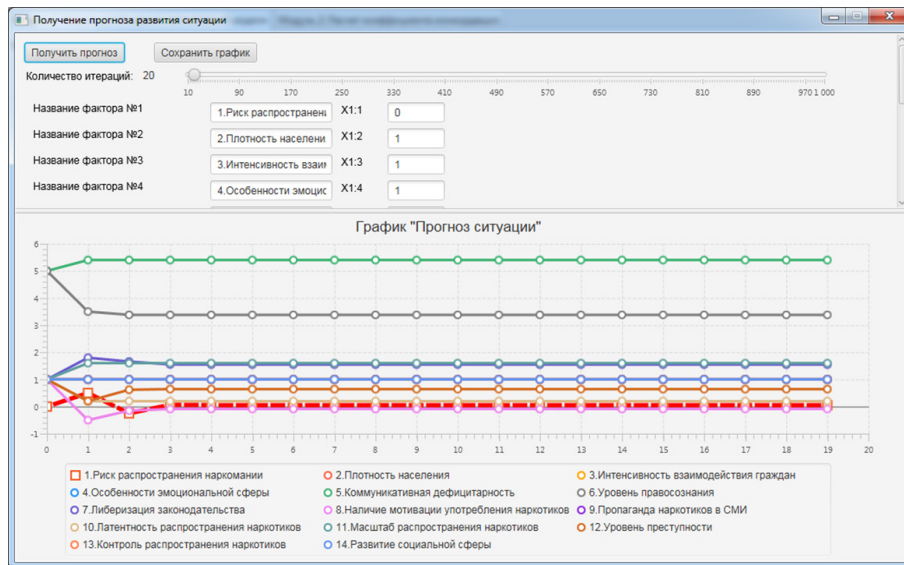 Получение прогноза развития ситуации
Получить прогноз Сохранить график
Количество итераций: 20
10 90 170 250 330 410 490 570 650 730 810 890 970 1 000
Название фактора №1 1.Риск распространени X1:1 0
Название фактора №2 2.Плотность населени X1:2 1
Название фактора №3 3.Интенсивность взаим X1:3 1
Название фактора №4 4.Особенности эмоцис X1:4 1
График "Прогноз ситуации"
6
5
4
3
2
1
0
-1
0 1 2 3 4 5 6 7 8 9 10 11 12 13 14 15 16 17 18 19 20
1.Риск распространения наркомании 2.Плотность населения 3.Интенсивность взаимодействия граждан
4.Особенности эмоциональной сферы 5.Коммуникативная дефицитарность 6.Уровень правосознания
7.Либеризация законодательства 8.Наличие мотивации употребления наркотиков 9.Пропаганда наркотиков в СМИ
10.Латентность распространения наркотиков 11.Масштаб распространения наркотиков 12.Уровень преступности
13.Контроль распространения наркотиков 14.Развитие социальной сферы